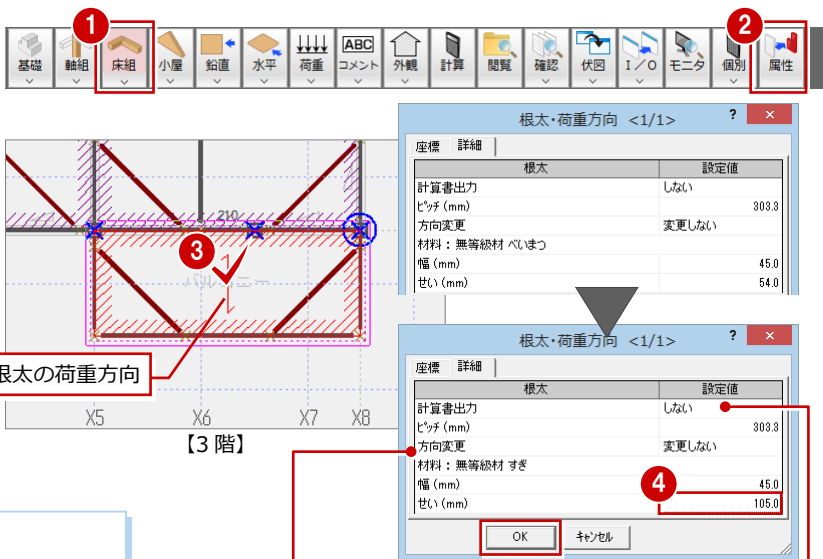 1
2
基礎 軸組 床組 小屋 鉛直 水平 荷重 コメント 外観 計算 閲覧 確認 伏図 I/O モニタ 個別 属性
ABC
210
3
バルコニー
根太の荷重方向
X5 X6 X7 X8
【3 階】
根太・荷重方向 <1/1> ? ×
座標 詳細
根太 設定値
計算書出力 しない
ピッチ (mm) 303.3
方向変更 変更しない
材料 : 無等級材 べいまつ
幅 (mm) 45.0
せい (mm) 54.0
根太・荷重方向 <1/1> ? ×
座標 詳細
根太 設定値
計算書出力 しない
ピッチ (mm) 303.3
方向変更 変更しない
材料 : 無等級材 すぎ
幅 (mm) 45.0
4
せい (mm) 105.0
OK キャンセル